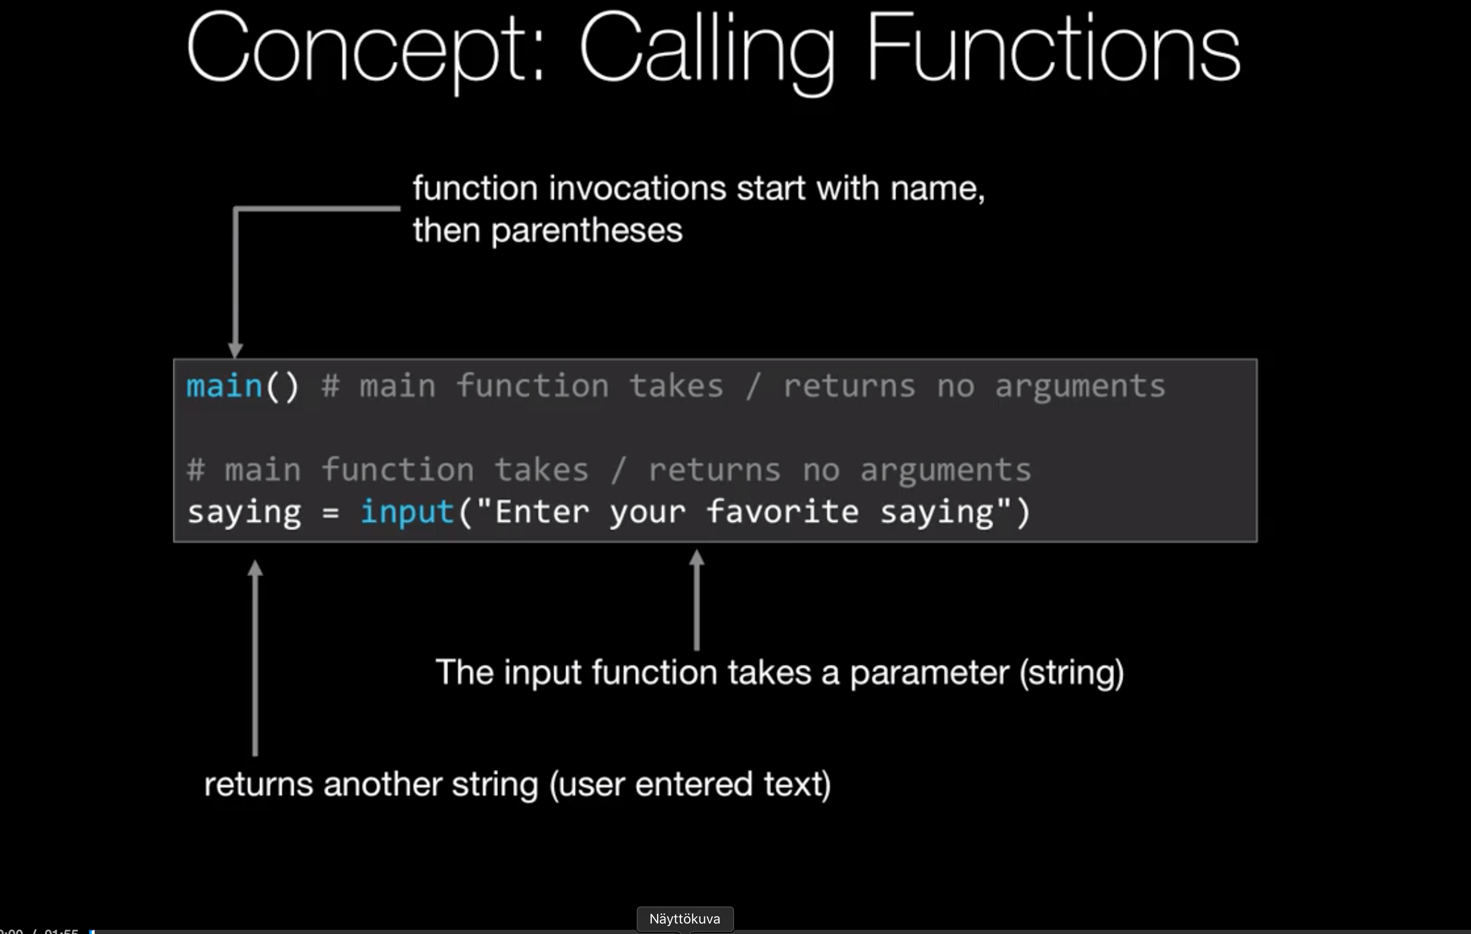 Concept: Calling Functions
function invocations start with name,
then parentheses
main() # main function takes / returns no arguments
# main function takes / returns no arguments
saying = input("Enter your favorite saying")
The input function takes a parameter (string)
returns another string (user entered text)
Näyttökuva